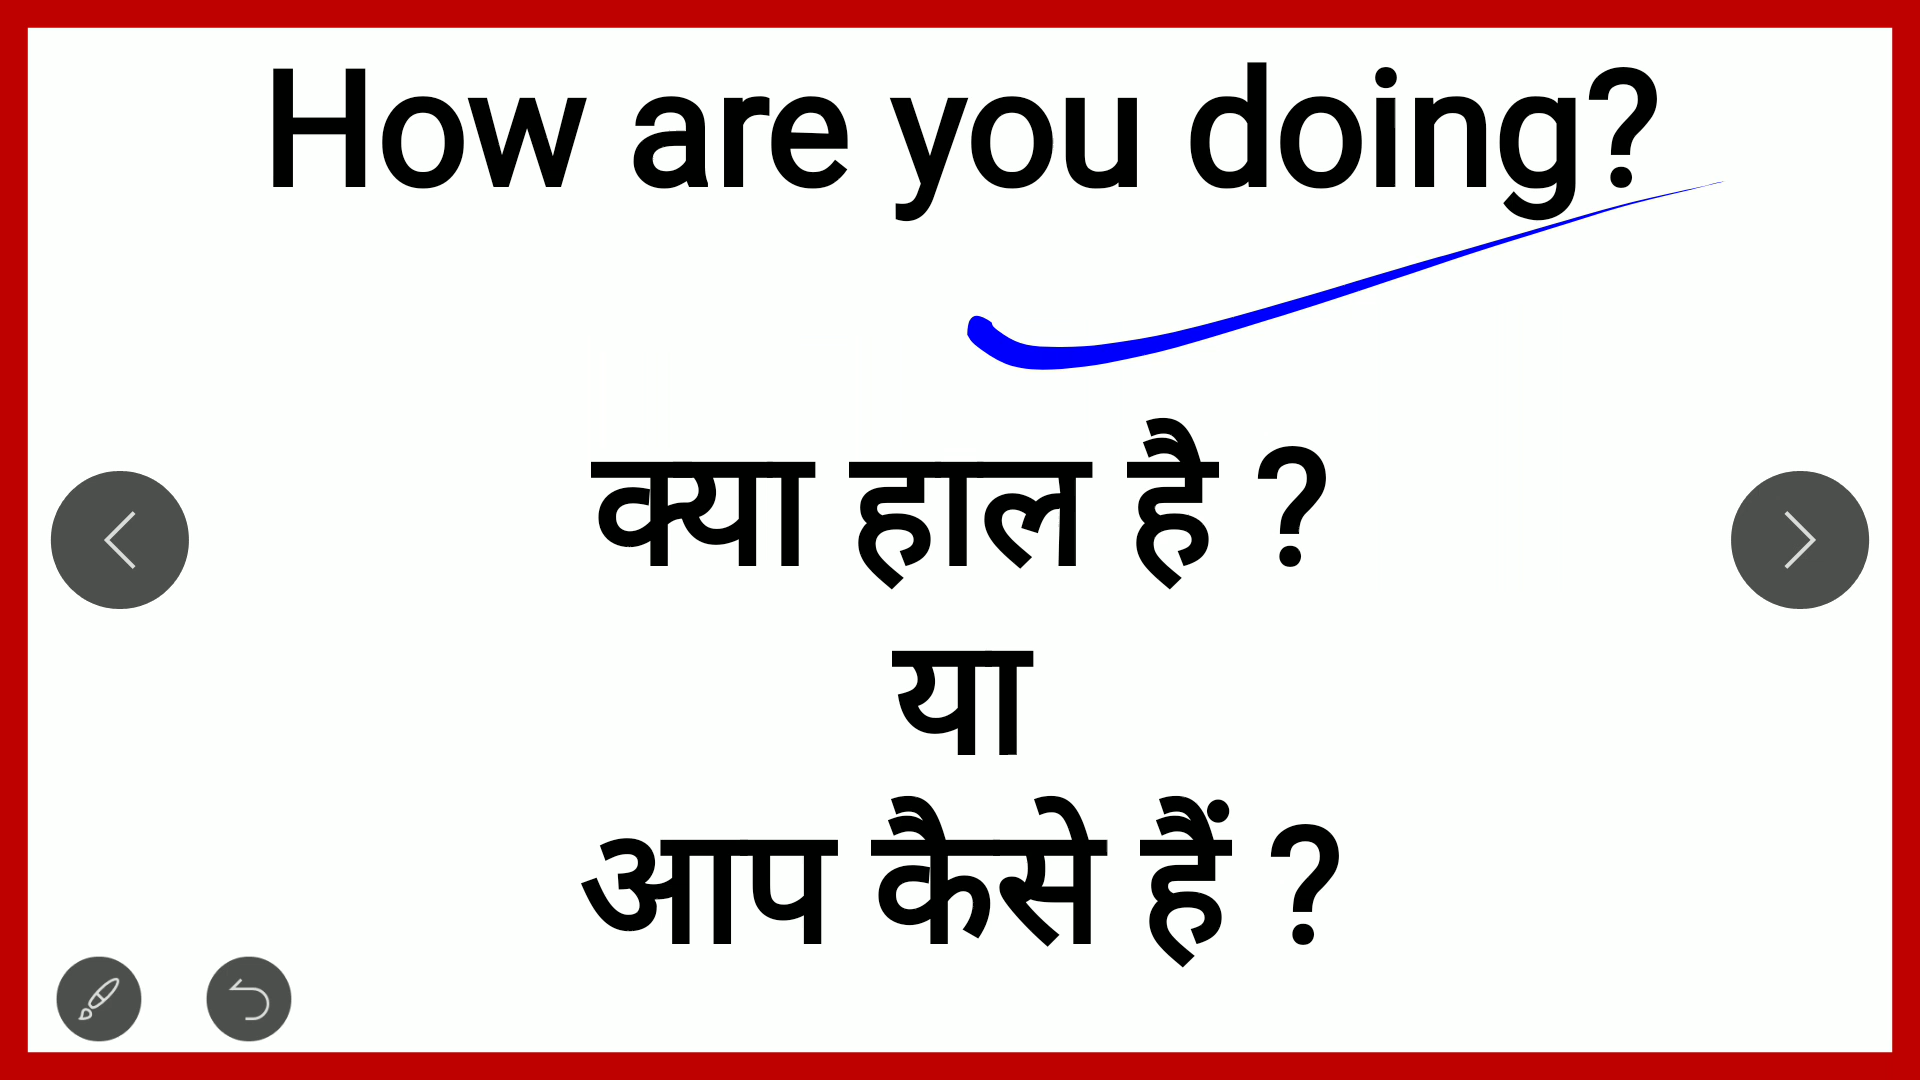 How are you doing?
क्या हाल है ?
या
आप कैसे हैं ?